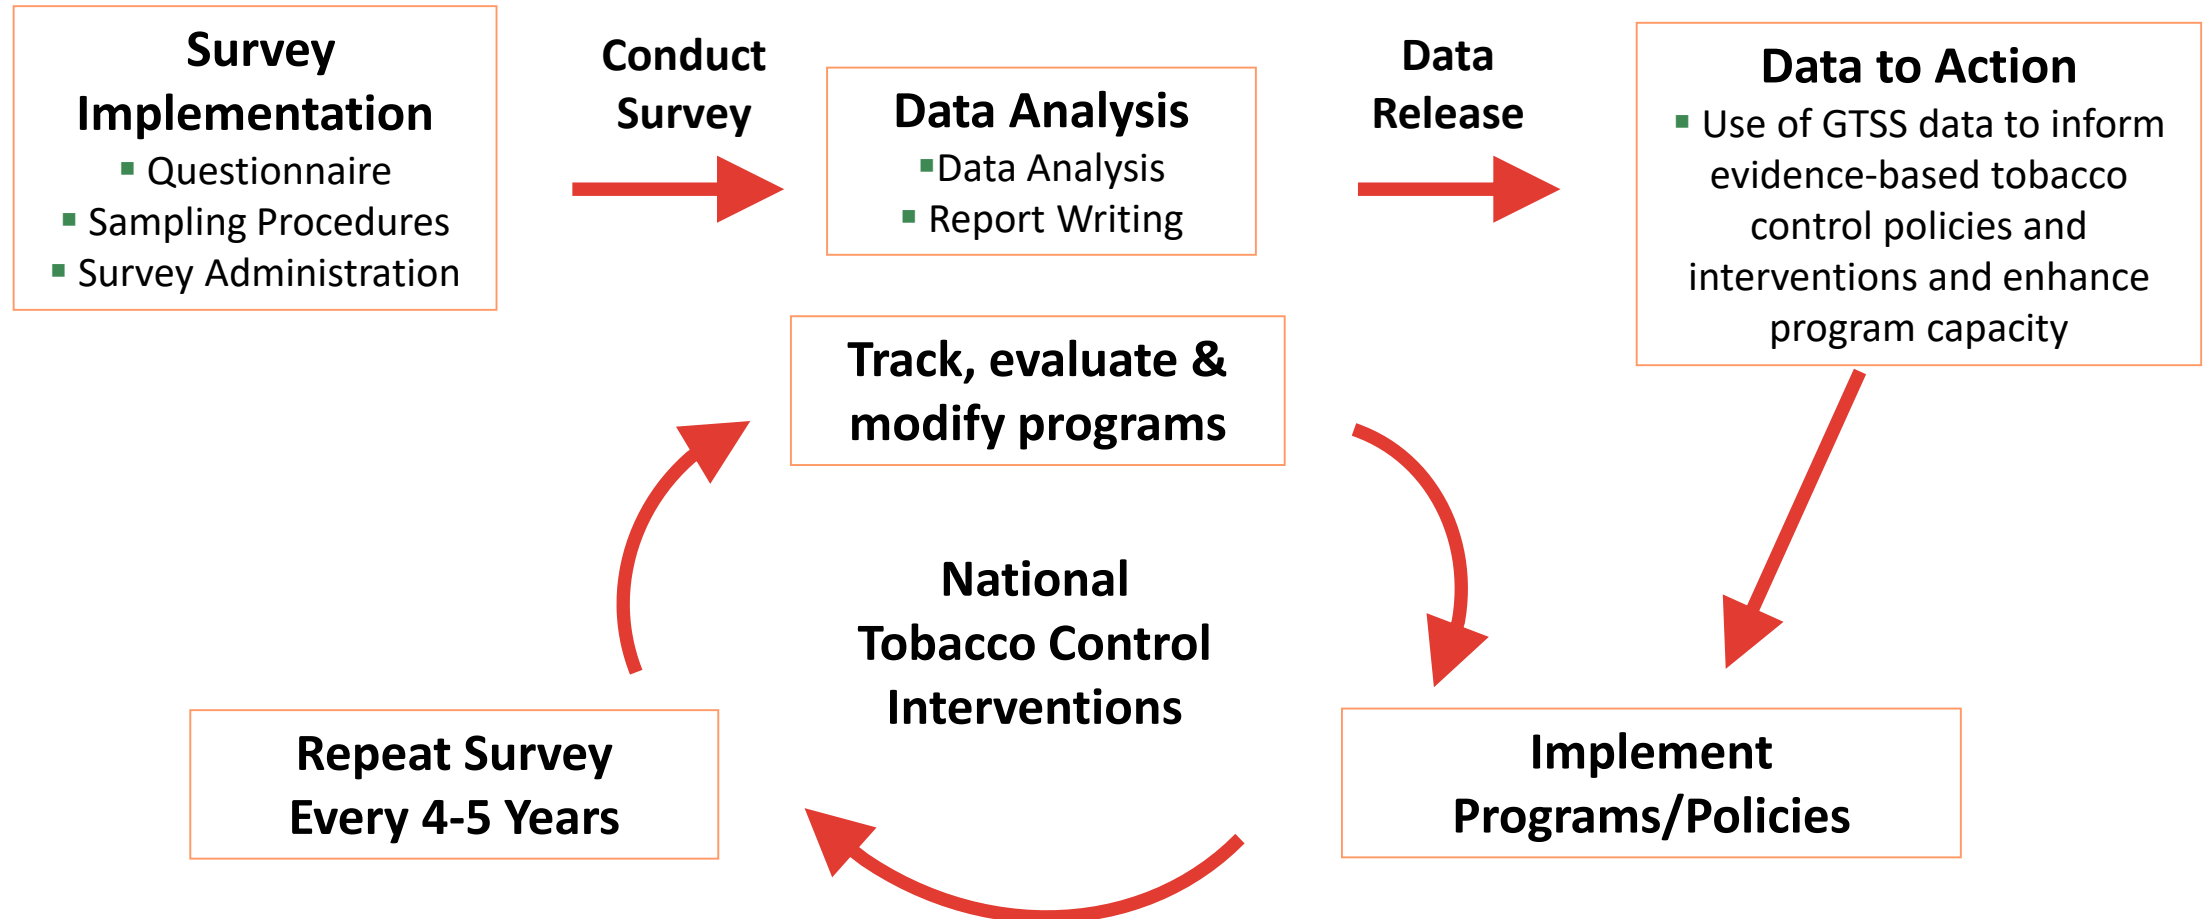 Survey
Implementation
▪ Questionnaire
▪ Sampling Procedures
▪ Survey Administration
Conduct
Survey
Data Analysis
▪Data Analysis
▪ Report Writing
Data
Release
Data to Action
▪ Use of GTSS data to inform
evidence-based tobacco
control policies and
interventions and enhance
program capacity
Track, evaluate &
modify programs
National
Tobacco Control
Interventions
Repeat Survey
Every 4-5 Years
Implement
Programs/Policies